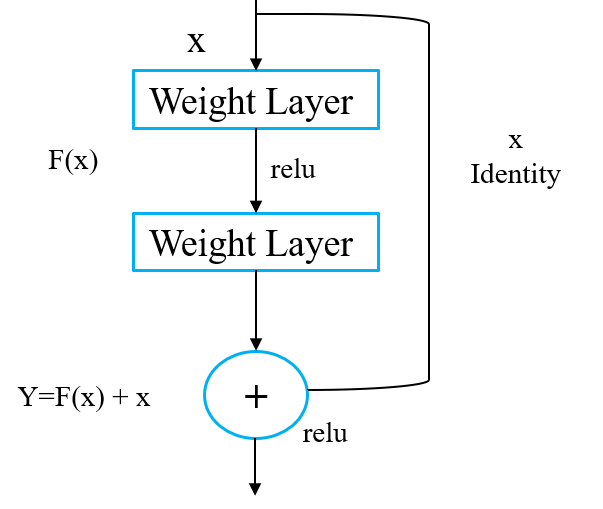 x
Weight Layer
F(x)
relu
x
Identity
Weight Layer
Y=F(x) + x
+
relu